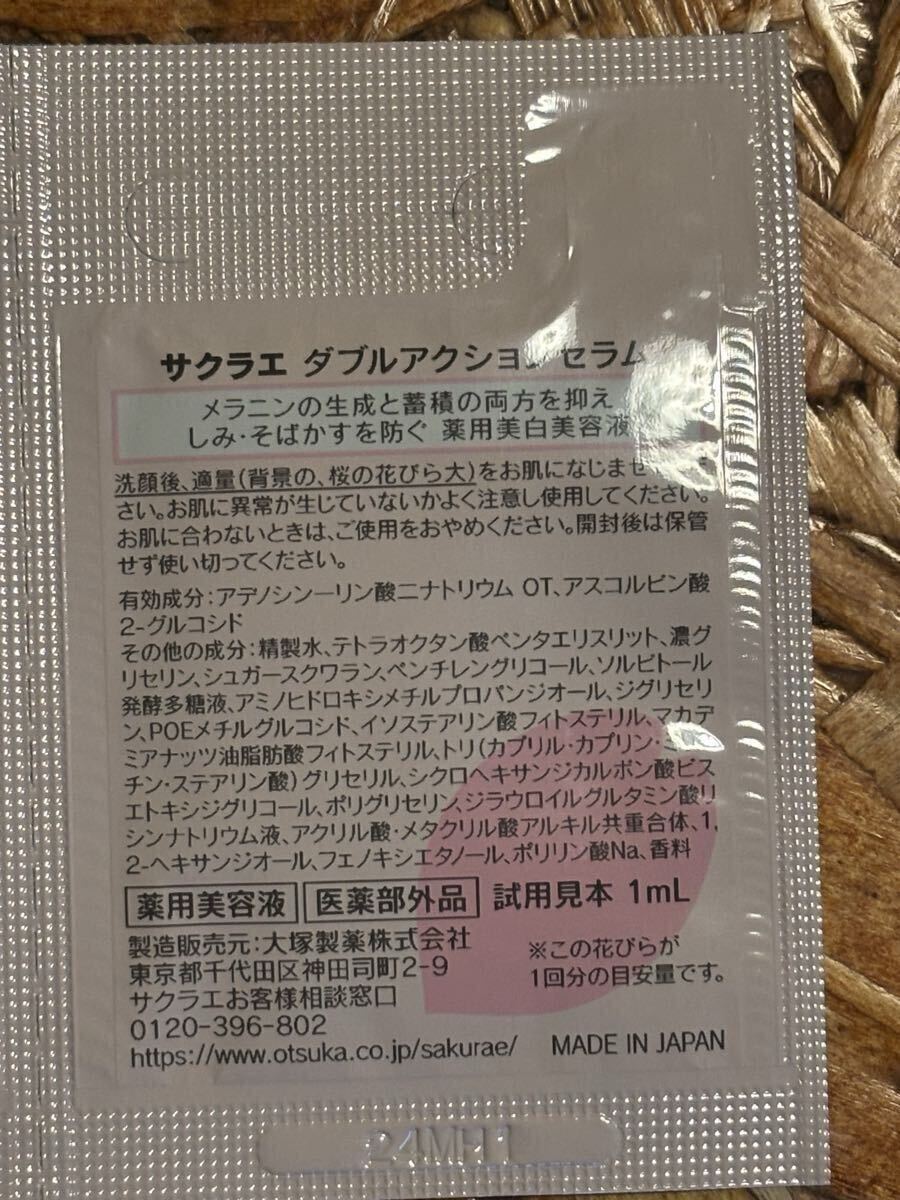 サクラエ ダブルアクション セラム
メラニンの生成と蓄積の両方を抑え
しみ・そばかすを防ぐ 薬用美白美容液
洗顔後、適量(背景の、桜の花びら大)をお肌になじませ
さい。お肌に異常が生じていないかよく注意し使用してください。
お肌に合わないときは、ご使用をおやめください。開封後は保管
せず使い切ってください。
有効成分：アデノシン一リン酸二ナトリウム OT、アスコルビン酸
2-グルコシド
その他の成分：精製水、テトラオクタン酸ペンタエリスリット、濃グ
リセリン、シュガースクワラン、ペンチレングリコール、ソルビトール
発酵多糖液、アミノヒドロキシメチルプロパンジオール、ジグリセリ
ン、POEメチルグルコシド、イソステアリン酸フィトステリル、マカデ
ミアナッツ油脂肪酸フィトステリル、トリ(カプリル・カプリン・ミリス
チン・ステアリン酸)グリセリル、シクロヘキサンジカルボン酸ビス
エトキシジグリコール、ポリグリセリン、ジラウロイルグルタミン酸リ
シンナトリウム液、アクリル酸・メタクリル酸アルキル共重合体、1,
2-ヘキサンジオール、フェノキシエタノール、ポリリン酸Na、香料
薬用美容液 医薬部外品 試用見本 1mL
製造販売元：大塚製薬株式会社
東京都千代田区神田司町2-9
サクラエお客様相談窓口
0120-396-802
https://www.otsuka.co.jp/sakurae/
※この花びらが
1回分の目安量です。
MADE IN JAPAN
24MH1